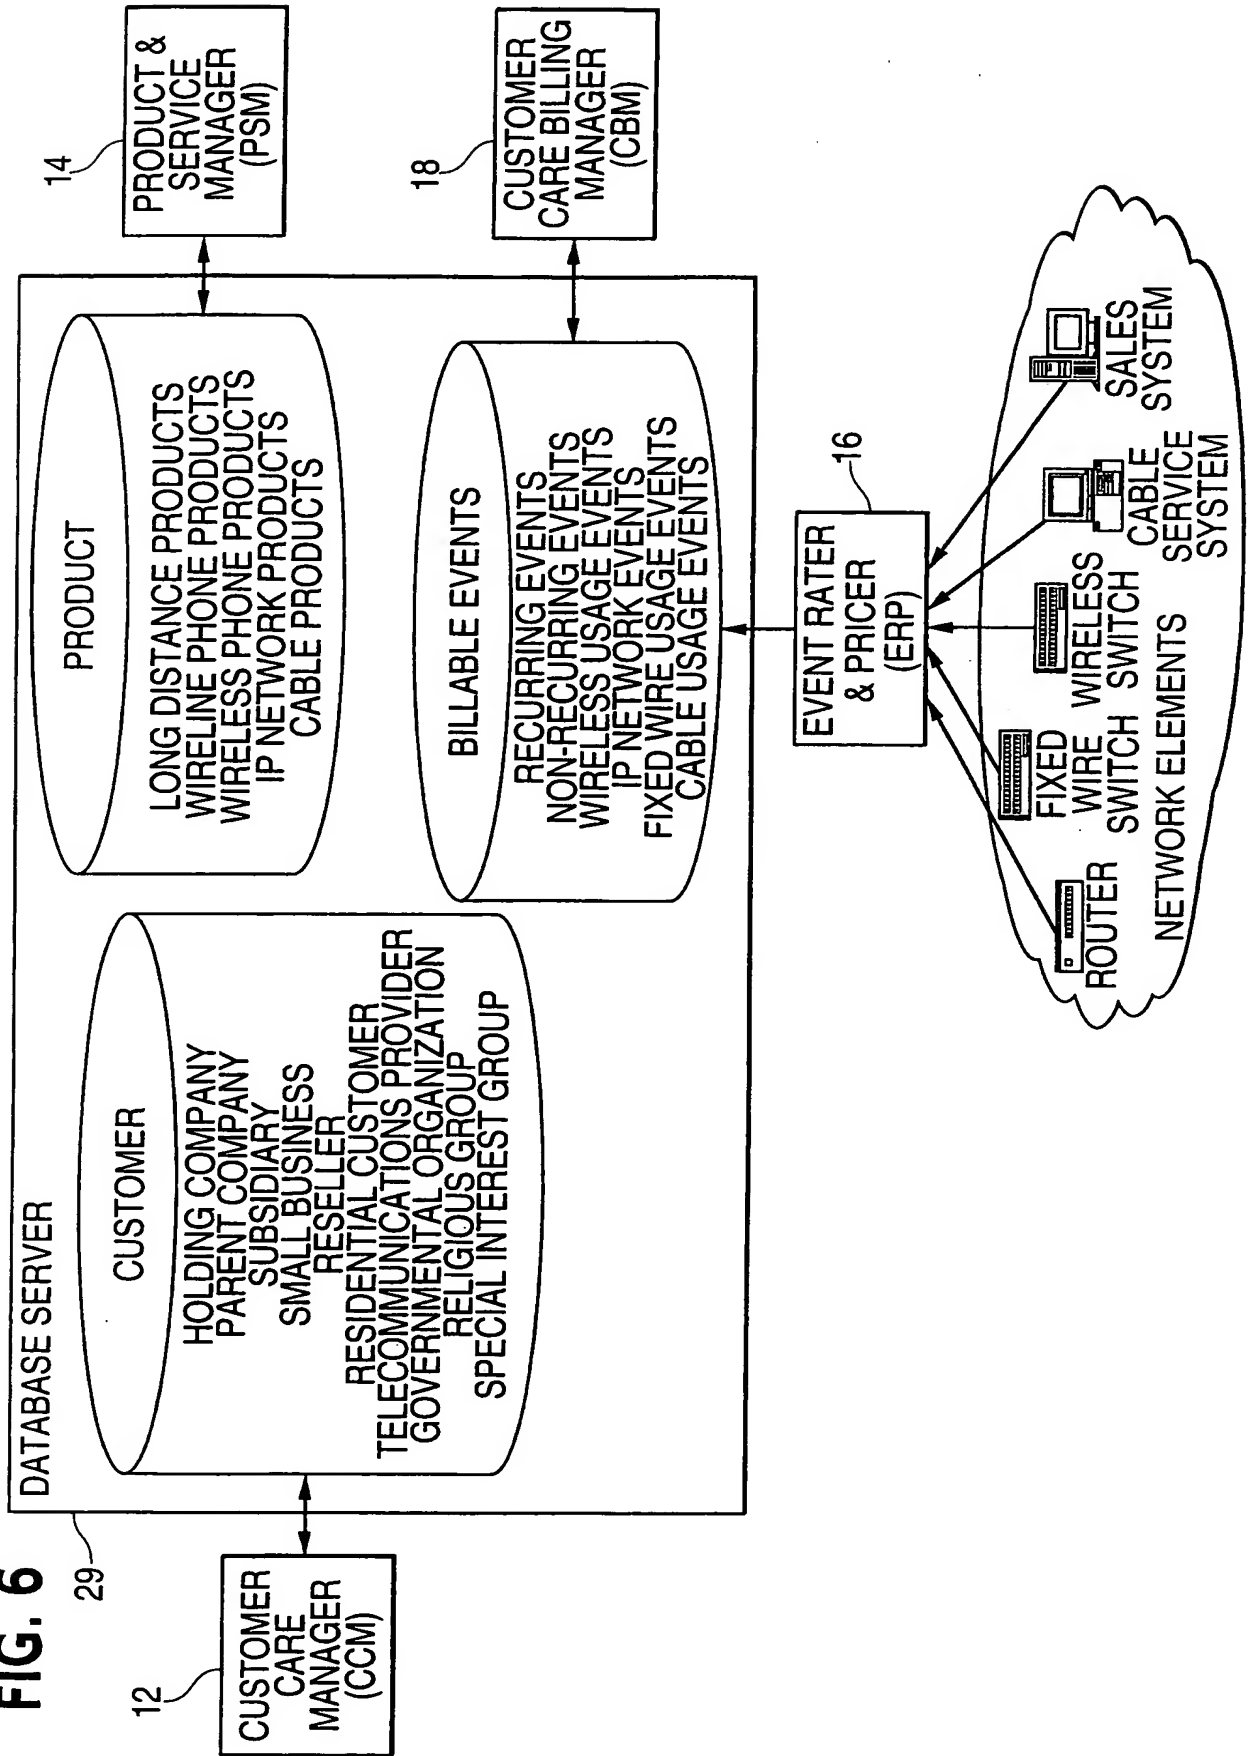 FIG. 6
29
DATABASE SERVER
12
CUSTOMER
CARE
MANAGER
(CCM)
CUSTOMER
HOLDING COMPANY
PARENT COMPANY
SUBSIDIARY
SMALL BUSINESS
RESELLER
RESIDENTIAL CUSTOMER
TELECOMMUNICATIONS PROVIDER
GOVERNMENTAL ORGANIZATION
RELIGIOUS GROUP
SPECIAL INTEREST GROUP
PRODUCT
LONG DISTANCE PRODUCTS
WIRELINE PHONE PRODUCTS
WIRELESS PHONE PRODUCTS
IP NETWORK PRODUCTS
CABLE PRODUCTS
14
PRODUCT &
SERVICE
MANAGER
(PSM)
BILLABLE EVENTS
RECURRING EVENTS
NON-RECURRING EVENTS
WIRELESS USAGE EVENTS
IP NETWORK EVENTS
FIXED WIRE USAGE EVENTS
CABLE USAGE EVENTS
18
CUSTOMER
CARE BILLING
MANAGER
(CBM)
16
EVENT RATER
& PRICER
(ERP)
ROUTER
FIXED
WIRE
SWITCH
WIRELESS
SWITCH
CABLE
SERVICE
SYSTEM
SALES
SYSTEM
NETWORK ELEMENTS